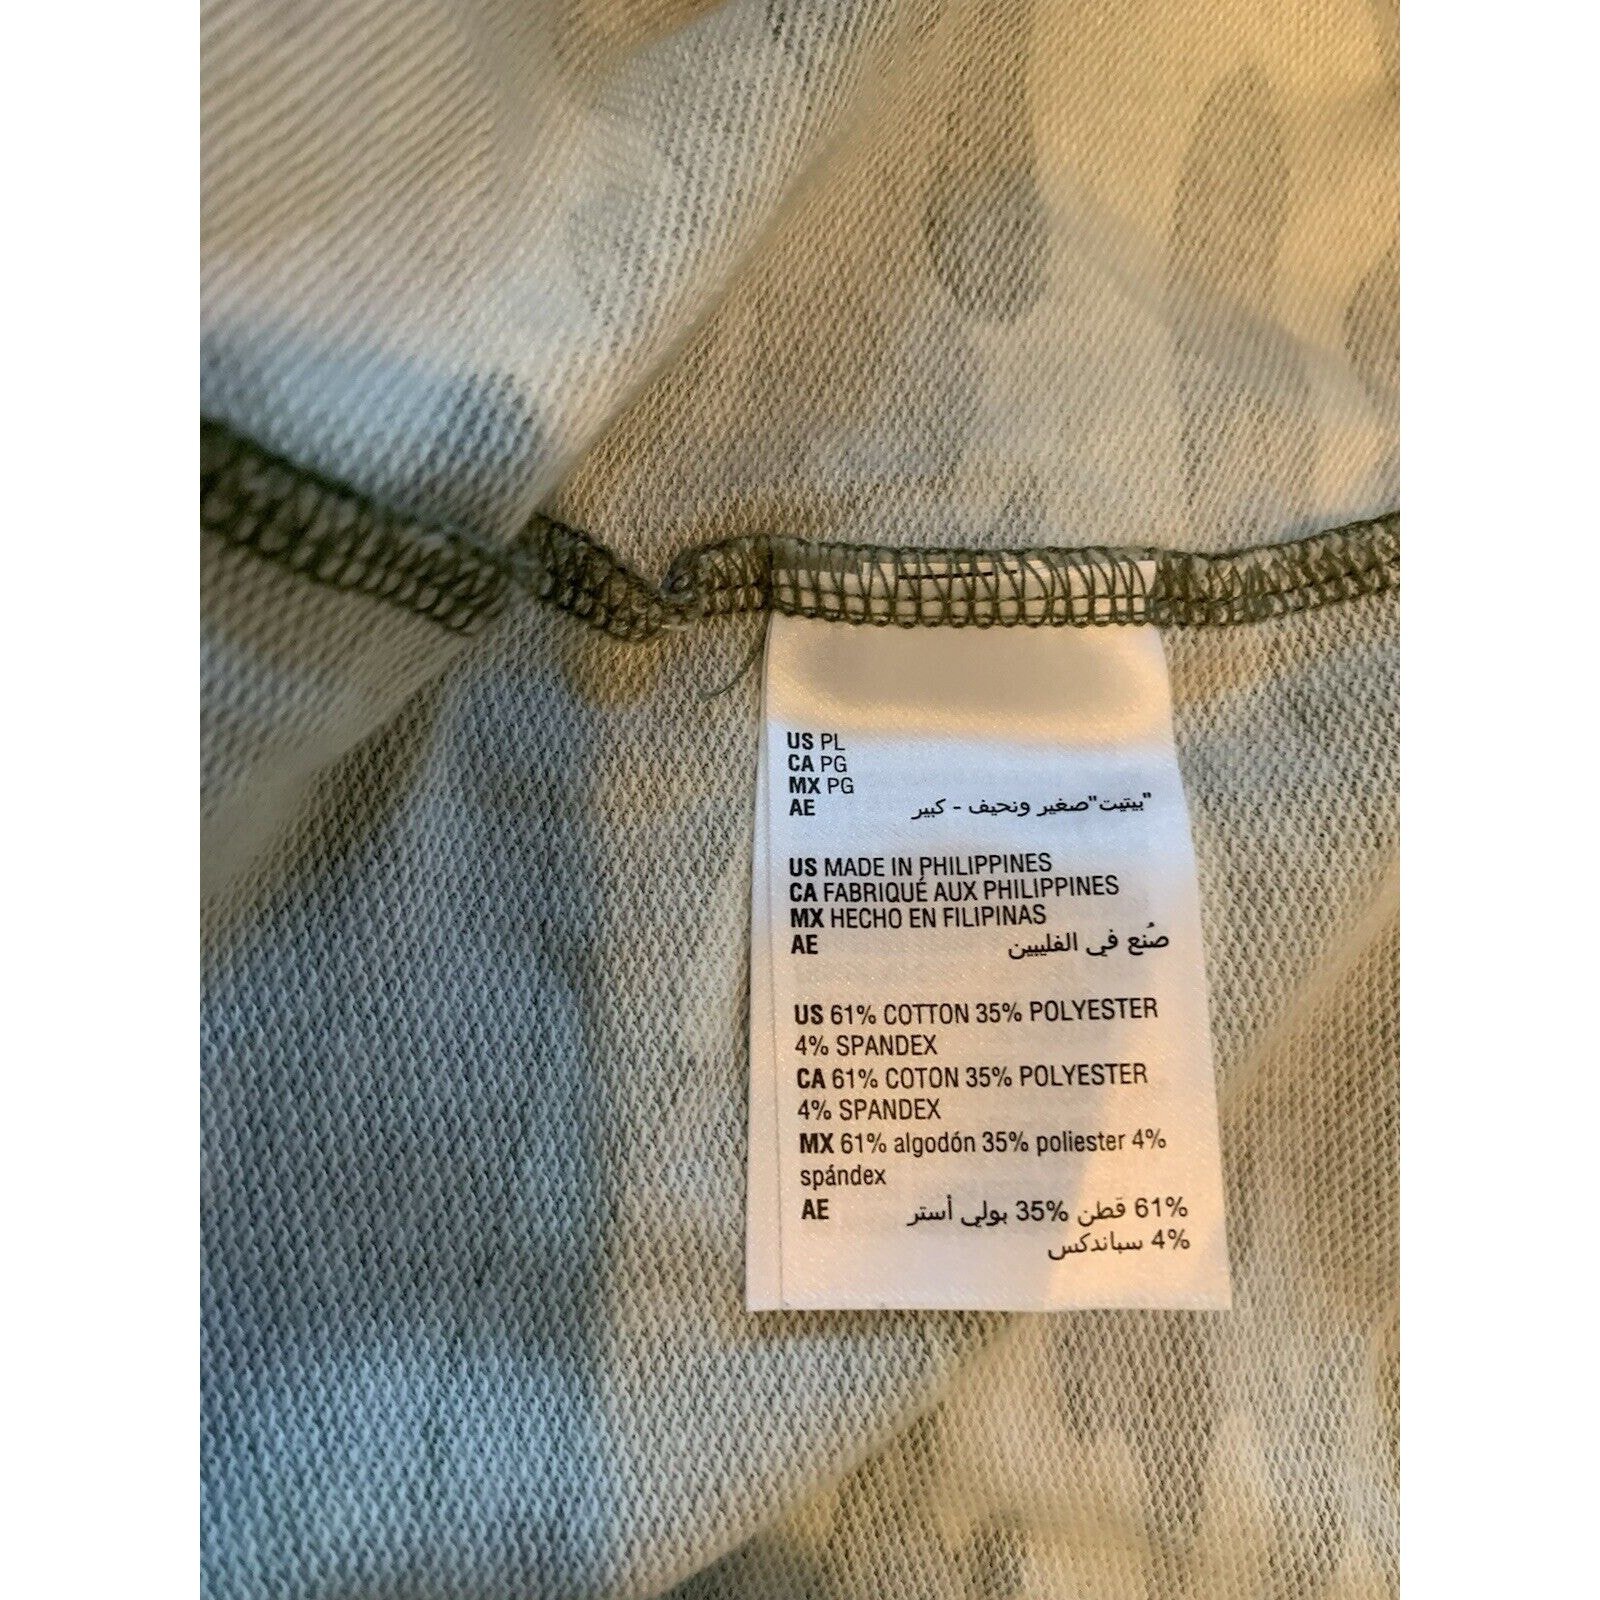 US PL
CA PG
MX PG
AE "بيتيت"صغير ونحيف - كبير
US MADE IN PHILIPPINES
CA FABRIQUÉ AUX PHILIPPINES
MX HECHO EN FILIPINAS
AE صُنع في الفليبين
US 61% COTTON 35% POLYESTER
4% SPANDEX
CA 61% COTON 35% POLYESTER
4% SPANDEX
MX 61% algodón 35% poliester 4%
spándex
AE 61% قطن 35% بولي أستر
4% سباندكس